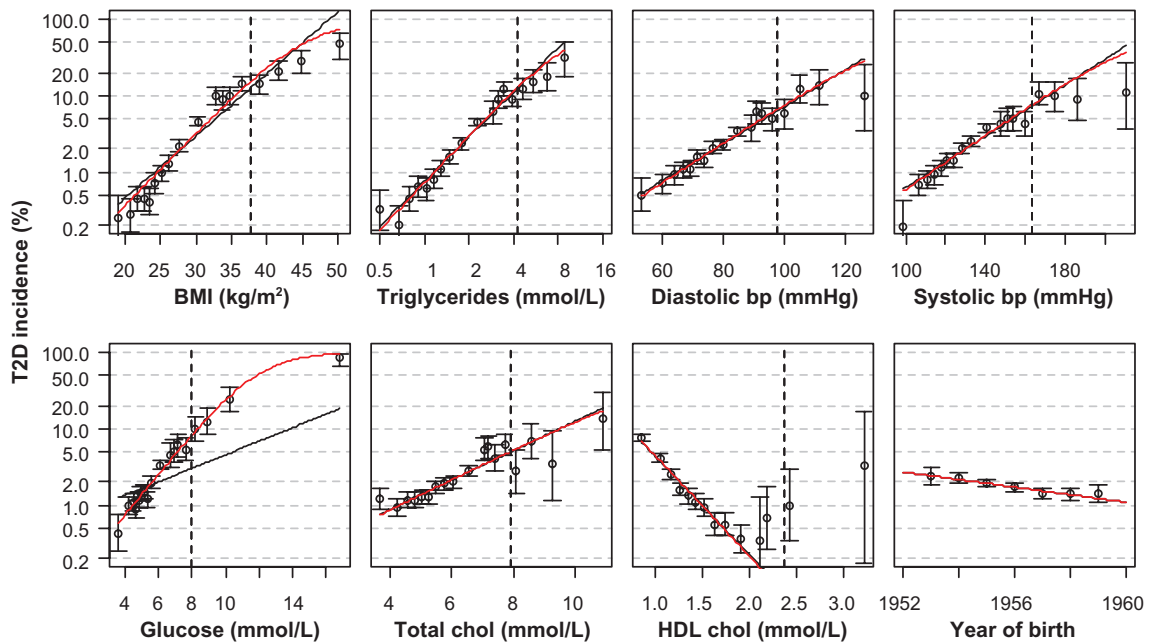 T2D incidence (%)
100.0
50.0
20.0
10.0
5.0
2.0
1.0
0.5
0.2
20 25 30 35 40 45 50
BMI (kg/m²)
0.5 1 2 4 8 16
Triglycerides (mmol/L)
60 80 100 120
Diastolic bp (mmHg)
100 140 180
Systolic bp (mmHg)
100.0
50.0
20.0
10.0
5.0
2.0
1.0
0.5
0.2
4 6 8 10 14
Glucose (mmol/L)
4 6 8 10
Total chol (mmol/L)
1.0 1.5 2.0 2.5 3.0
HDL chol (mmol/L)
1952 1956 1960
Year of birth